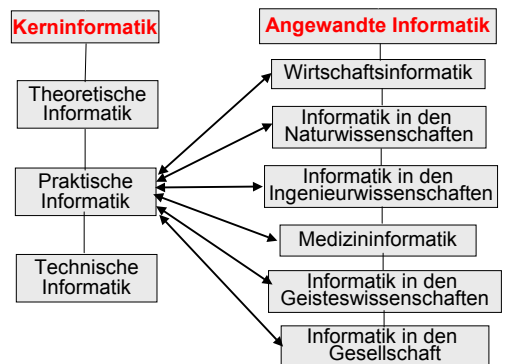 Kerninformatik
Theoretische
Informatik
Praktische
Informatik
Technische
Informatik
Angewandte Informatik
Wirtschaftsinformatik
Informatik in den
Naturwissenschaften
Informatik in den
Ingenieurwissenschaften
Medizininformatik
Informatik in den
Geisteswissenschaften
Informatik in den
Gesellschaft